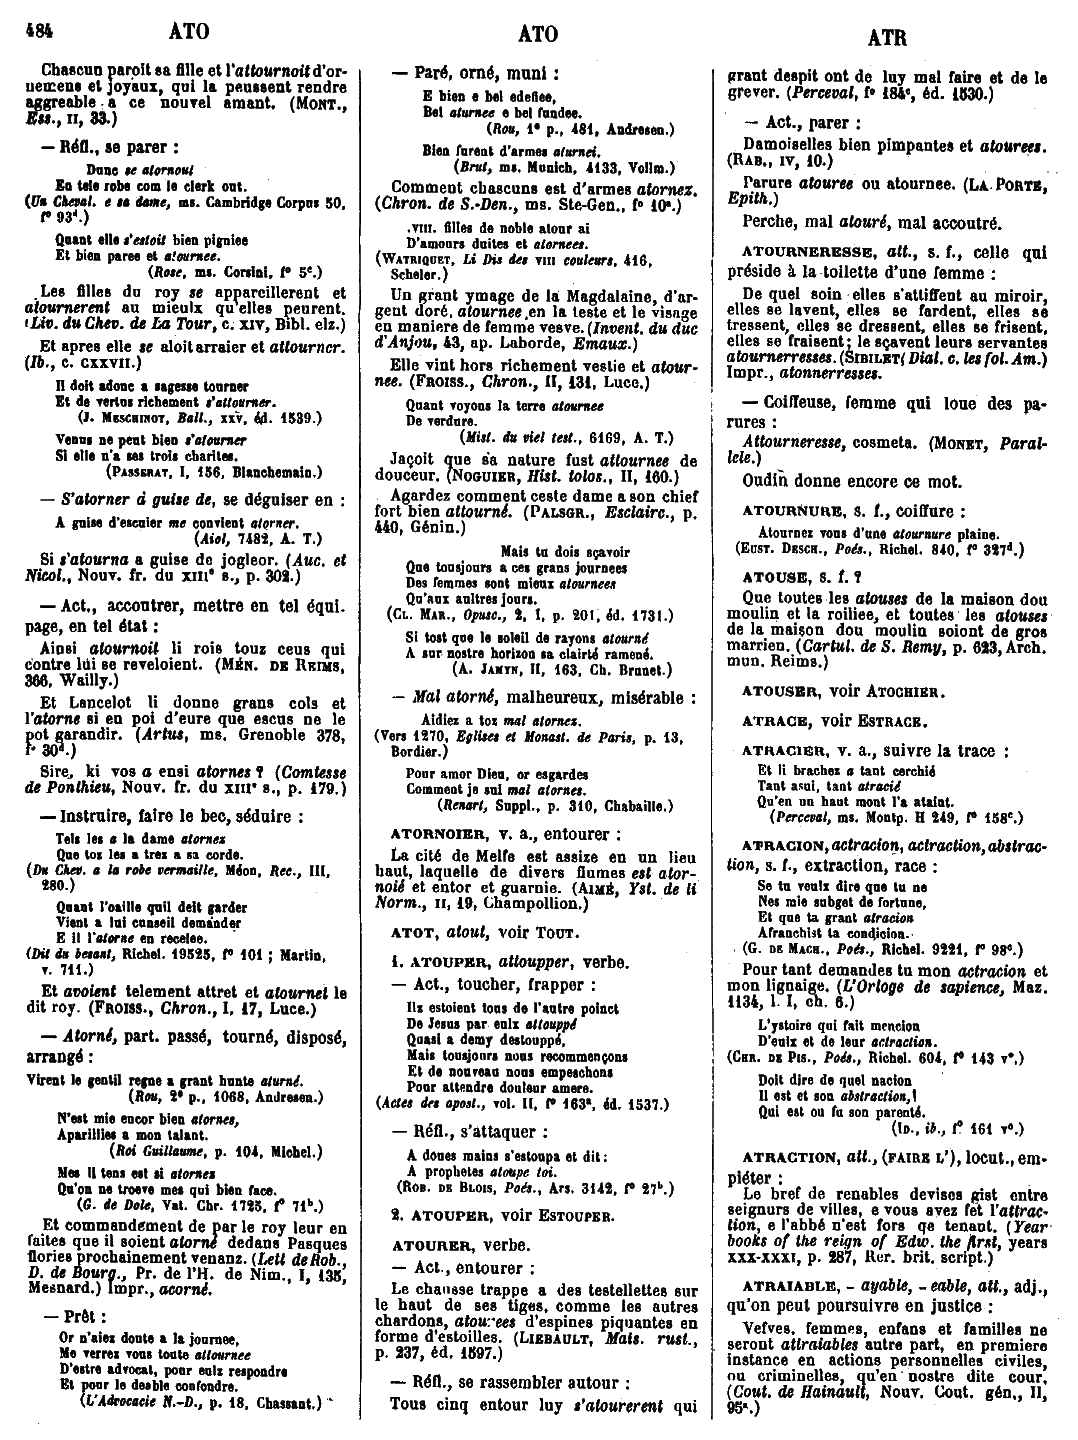 484
ATO
ATO
ATR
Chascun paroit sa fille et l'attournoit d'or-
nemens et joyaux, qui la peussent rendre
aggreable a ce nouvel amant. (MONT.,
Ess., II, 33.)
— Réfl., se parer :
Danc se atornout
En tele robe com le clerk out.
(Un Cheval. e sa dame, ms. Cambridge Corpus 50,
f° 93d.)
Quant elle s'estoit bien pigniee
Et bien paree et atournee.
(Rose, ms. Corsini, f° 5c.)
Les filles du roy se appareillerent et
atournerent au mieulx qu'elles peurent.
(Liv. du Chev. de La Tour, c. XIV, Bibl. elz.)
Et apres elle se aloit arraier et attourner.
(Ib., c. CXXVII.)
Il doit adonc a sagesse tourner
Et de vertus richement s'attourner.
(J. MESCHINOT, Ball., XXV, éd. 1539.)
Venus ne peut bien s'atourner
Si elle n'a ses trois charites.
(PASSERAT, I, 156, Blanchemain.)
— S'atorner à guise de, se déguiser en :
A guise d'escuier me convient atorner.
(Aiol, 7482, A. T.)
Si s'atourna a guise de jogleor. (Auc. et
Nicol., Nouv. fr. du XIIIe s., p. 302.)
— Act., accoutrer, mettre en tel équi-
page, en tel état :
Ainsi atournoit li rois touz ceus qui
contre lui se reveloient. (MÉN. DE REIMS,
366, Wailly.)
Et Lancelot li donne grans cols et
l'atorne si en poi d'eure que escus ne le
pot garandir. (Artus, ms. Grenoble 378,
f° 30d.)
Sire, ki vos a ensi atornes ? (Comtesse
de Ponthieu, Nouv. fr. du XIIIe s., p. 179.)
— Instruire, faire le bec, séduire :
Tels les a la dame atornez
Que toz les a trez a sa corde.
(Du Chev. a la robe vermaille, Méon, Rec., III,
280.)
Quant l'oaille quil deit garder
Vient a lui cunseil demander
E il l'atorne en recelee.
(Dit du besant, Richel. 19525, f° 101 ; Martin,
v. 711.)
Et avoient telement attret et atournet le
dit roy. (FROISS., Chron., I, 17, Luce.)
— Atorné, part. passé, tourné, disposé,
arrangé :
Virent le gentil regne a grant hunte aturné.
(Rou, 2e p., 1068, Andresen.)
N'est mie encor bien atornes,
Aparillies a mon talant.
(Roi Guillaume, p. 104, Michel.)
Mes li tens est si atornes
Qu'on ne troeve mes qui bien face.
(G. de Dole, Vat. Chr. 1725, f° 71b.)
Et commandement de par le roy leur en
faites que il soient atorné dedans Pasques
flories prochainement venanz. (Lett de Rob.,
D. de Bourg., Pr. de l'H. de Nim., I, 135,
Mesnard.) Impr., acorné.
— Prêt :
Or n'aiez doute a la journee,
Me verrez vous toute attournee
D'estre advocat, pour eulz respondre
Et pour le deable confondre.
(L'Advocacie N.-D., p. 18, Chassant.)
— Paré, orné, muni :
E bien e bel edefiee,
Bel aturnee e bel fundee.
(Rou, 1e p., 481, Andresen.)
Bien furent d'armes aturnei.
(Brut, ms. Munich, 4133, Vollm.)
Comment chascuns est d'armes atornez.
(Chron. de S.-Den., ms. Ste-Gen., f° 10a.)
.VIII. filles de noble atour ai
D'amours duites et atornees.
(WATRIQUET, Li Dis des VIII couleurs, 416,
Scheler.)
Un grant ymage de la Magdalaine, d'ar-
gent doré, atournee en la teste et le visage
en maniere de femme vesve. (Invent. du duc
d'Anjou, 43, ap. Laborde, Emaux.)
Elle vint hors richement vestie et atour-
nee. (FROISS., Chron., II, 131, Luce.)
Quant voyons la terre atournee
De verdure.
(Mist. du viel test., 6169, A. T.)
Jaçoit que sa nature fust attournee de
douceur. (NOGUIER, Hist. tolos., II, 160.)
Agardez comment ceste dame a son chief
fort bien attourné. (PALSGR., Esclairc., p.
440, Génin.)
Mais tu dois sçavoir
Que tousjours a ces grans journees
Des femmes sont mieux atournees
Qu'aux aultres jours.
(CL. MAR., Opusc., 2, I, p. 201, éd. 1731.)
Si tost que le soleil de rayons atourné
A sur nostre horizon sa clairté ramené.
(A. JAMYN, II, 163, Ch. Brunet.)
— Mal atorné, malheureux, misérable :
Aidiez a toz mal atornez.
(Vers 1270, Eglises et Monast. de Paris, p. 13,
Bordier.)
Pour amor Dieu, or esgardes
Comment je sui mal atornes.
(Renart, Suppl., p. 310, Chabaille.)
ATORNOIER, v. a., entourer :
La cité de Melfe est assize en un lieu
haut, laquelle de divers flumes est ator-
noié et entor et guarnie. (AIMÉ, Yst. de li
Norm., II, 19, Champollion.)
ATOT, atout, voir TOUT.
1. ATOUPER, attoupper, verbe.
— Act., toucher, frapper :
Ilz estoient tous de l'autre poinct
De Jesus par eulx attouppé
Quasi a demy destouppé,
Mais tousjours nous recommençons
Et de nouveau nous empeschons
Pour attendre douleur amere.
(Actes des apost., vol. II, f° 163a, éd. 1537.)
— Réfl., s'attaquer :
A doues mains s'estoupa et dit :
A prophetes atoupe toi.
(ROB. DE BLOIS, Poés., Ars. 3142, f° 27b.)
2. ATOUPER, voir ESTOUPER.
ATOURER, verbe.
— Act., entourer :
Le chausse trappe a des testellettes sur
le haut de ses tiges, comme les autres
chardons, atourees d'espines piquantes en
forme d'estoilles. (LIEBAULT, Mais. rust.,
p. 237, éd. 1597.)
— Réfl., se rassembler autour :
Tous cinq entour luy s'atourerent qui
grant despit ont de luy mal faire et de le
grever. (Perceval, f° 184c, éd. 1530.)
— Act., parer :
Damoiselles bien pimpantes et atourees.
(RAB., IV, 10.)
Parure atouree ou atournee. (LA PORTE,
Epith.)
Perche, mal atouré, mal accoutré.
ATOURNERESSE, att., s. f., celle qui
préside à la toilette d'une femme :
De quel soin elles s'attiffent au miroir,
elles se lavent, elles se fardent, elles se
tressent, elles se dressent, elles se frisent,
elles se fraisent ; le sçavent leurs servantes
atournerresses. (SIBILET, Dial. c. les fol. Am.)
Impr., atonnerresses.
— Coiffeuse, femme qui loue des pa-
rures :
Attourneresse, cosmeta. (MONET, Paral-
lele.)
Oudin donne encore ce mot.
ATOURNURE, s. f., coiffure :
Atournez vous d'une atournure plaine.
(EUST. DESCH., Poés., Richel. 840, f° 327d.)
ATOUSE, s. f. ?
Que toutes les atouses de la maison dou
moulin et la roiliee, et toutes les atouses
de la maison dou moulin soiont de gros
marrien. (Cartul. de S. Remy, p. 623, Arch.
mun. Reims.)
ATOUSER, voir ATOCHIER.
ATRACE, voir ESTRACE.
ATRACIER, v. a., suivre la trace :
Et li brachez a tant cerchié
Tant asui, tant atracié
Qu'en un haut mont l'a ataint.
(Perceval, ms. Montp. H 249, f° 158c.)
ATRACION, actracion, actraction, abstrac-
tion, s. f., extraction, race :
Se tu veulx dire que tu ne
Nes mie subget de fortune,
Et que ta grant atracion
Afranchist ta condicion.
(G. DE MACH., Poés., Richel. 9221, f° 98c.)
Pour tant demandes tu mon actracion et
mon lignaige. (L'Orloge de sapience, Maz.
1134, l. I, ch. 6.)
L'ystoire qui fait mencion
D'eulx et de leur actraction.
(CHR. DE PIS., Poés., Richel. 604, f° 143 v°.)
Doit dire de quel nacion
Il est et son abstraction,
Qui est ou fu son parenté.
(ID., ib., f° 161 v°.)
ATRACTION, att., (FAIRE L'), locut., em-
piéter :
Le bref de renables devises gist entre
seignurs de villes, e vous avez fet l'attrac-
tion, e l'abbé n'est fors qe tenant. (Year
books of the reign of Edw. the first, years
XXX-XXXI, p. 287, Rer. brit. script.)
ATRAIABLE, - ayable, - eable, att., adj.,
qu'on peut poursuivre en justice :
Vefves, femmes, enfans et familles ne
seront attraiables autre part, en premiere
instance en actions personnelles civiles,
ou criminelles, qu'en nostre dite cour.
(Cout. de Hainault, Nouv. Cout. gén., II,
95a.)